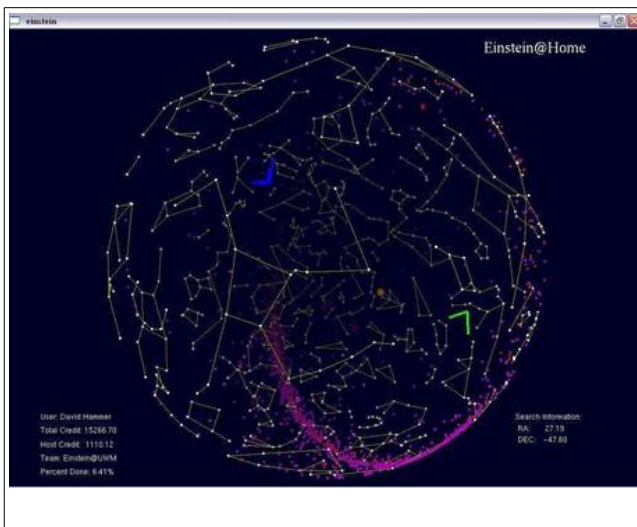 einstein
Einstein@Home
User: David Hammer
Total Credit: 15266.70
Host Credit: 1110.12
Team: Einstein@UWM
Percent Done: 6.41%
Search Information:
RA: 27.19
DEC: -47.60